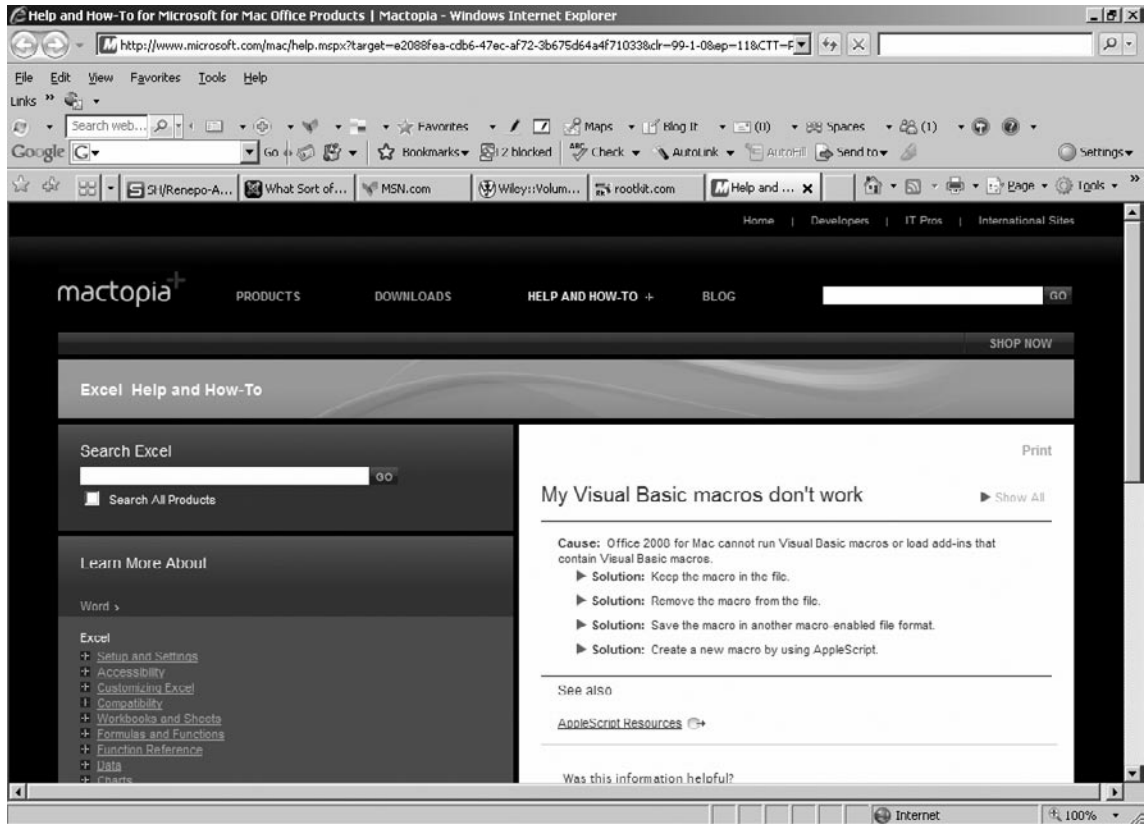 Help and How-To for Microsoft for Mac Office Products | Mactopia - Windows Internet Explorer
http://www.microsoft.com/mac/help.mspx?target=e2088fea-cdb6-47ec-af72-3b675d64a4f71033&clr=99-1-0&ep=11&CTT=F
File Edit View Favorites Tools Help
Links »
Search web... Favorites Maps Blog It (0) Spaces (1)
Google G Go Bookmarks 12 blocked Check AutoLink AutoFill Send to Settings
SH/Renepo-A... What Sort of... MSN.com Wiley::Volum... rootkit.com Help and ... Page Tools »
Home | Developers | IT Pros | International Sites
mactopia+ PRODUCTS DOWNLOADS HELP AND HOW-TO + BLOG GO
SHOP NOW
Excel Help and How-To
Search Excel
GO
Search All Products
Learn More About
Word >
Excel
Setup and Settings
Accessibility
Customizing Excel
Compatibility
Workbooks and Sheets
Formulas and Functions
Function Reference
Data
Charts
Print
My Visual Basic macros don't work
Show All
Cause: Office 2008 for Mac cannot run Visual Basic macros or load add-ins that
contain Visual Basic macros.
Solution: Keep the macro in the file.
Solution: Remove the macro from the file.
Solution: Save the macro in another macro-enabled file format.
Solution: Create a new macro by using AppleScript.
See also
AppleScript Resources
Was this information helpful?
Internet 100%